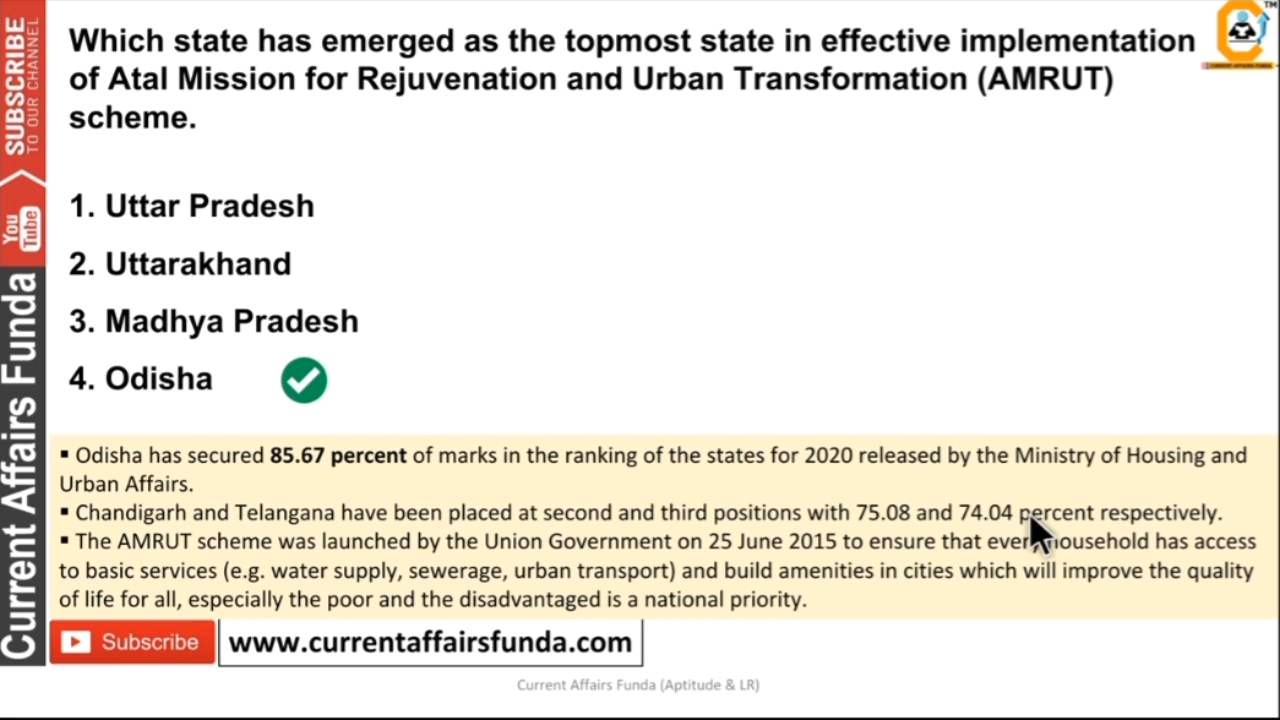 Which state has emerged as the topmost state in effective implementation
of Atal Mission for Rejuvenation and Urban Transformation (AMRUT)
scheme.
1. Uttar Pradesh
2. Uttarakhand
3. Madhya Pradesh
4. Odisha
▪ Odisha has secured 85.67 percent of marks in the ranking of the states for 2020 released by the Ministry of Housing and
Urban Affairs.
▪ Chandigarh and Telangana have been placed at second and third positions with 75.08 and 74.04 percent respectively.
▪ The AMRUT scheme was launched by the Union Government on 25 June 2015 to ensure that every household has access
to basic services (e.g. water supply, sewerage, urban transport) and build amenities in cities which will improve the quality
of life for all, especially the poor and the disadvantaged is a national priority.
Subscribe
www.currentaffairsfunda.com
Current Affairs Funda (Aptitude & LR)
SUBSCRIBE
TO OUR CHANNEL
You
Tube
Current Affairs Funda
TM
CURRENT AFFAIRS FUNDA